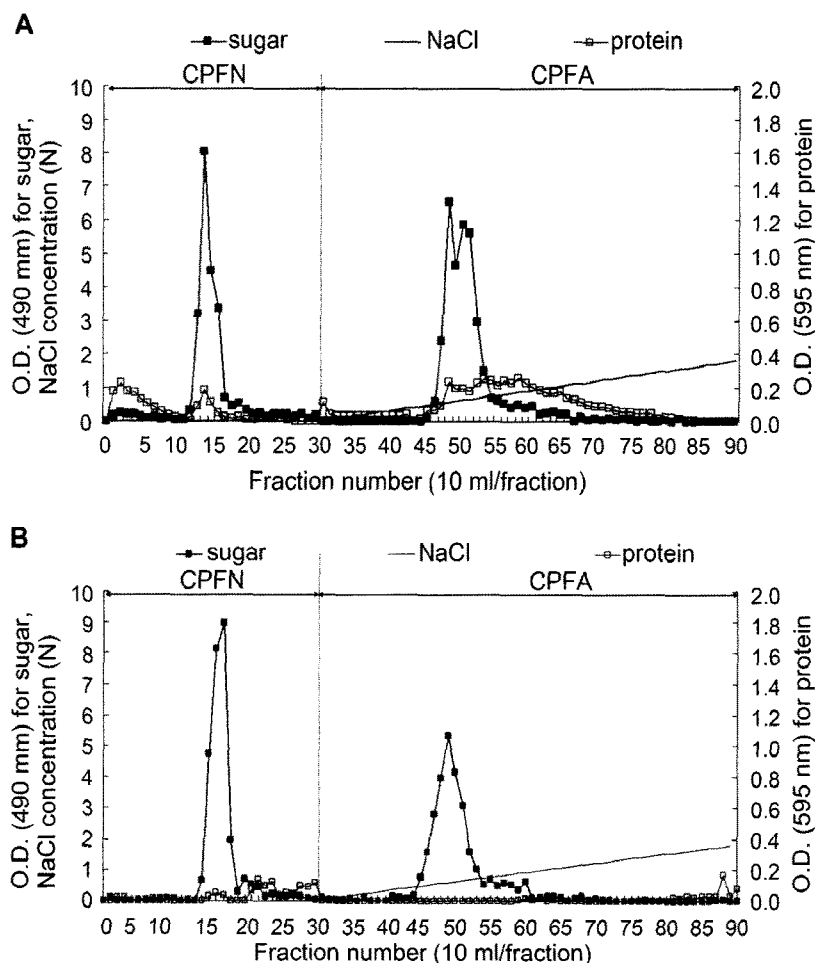 A
sugar NaCl protein
CPFN CPFA
10 9 8 7 6 5 4 3 2 1 0
O.D. (490 mm) for sugar,
NaCl concentration (N)
2.0 1.8 1.6 1.4 1.2 1.0 0.8 0.6 0.4 0.2 0.0
O.D. (595 nm) for protein
0 5 10 15 20 25 30 35 40 45 50 55 60 65 70 75 80 85 90
Fraction number (10 ml/fraction)
B
sugar NaCl protein
CPFN CPFA
10 9 8 7 6 5 4 3 2 1 0
O.D. (490 mm) for sugar,
NaCl concentration (N)
2.0 1.8 1.6 1.4 1.2 1.0 0.8 0.6 0.4 0.2 0.0
O.D. (595 nm) for protein
0 5 10 15 20 25 30 35 40 45 50 55 60 65 70 75 80 85 90
Fraction number (10 ml/fraction)